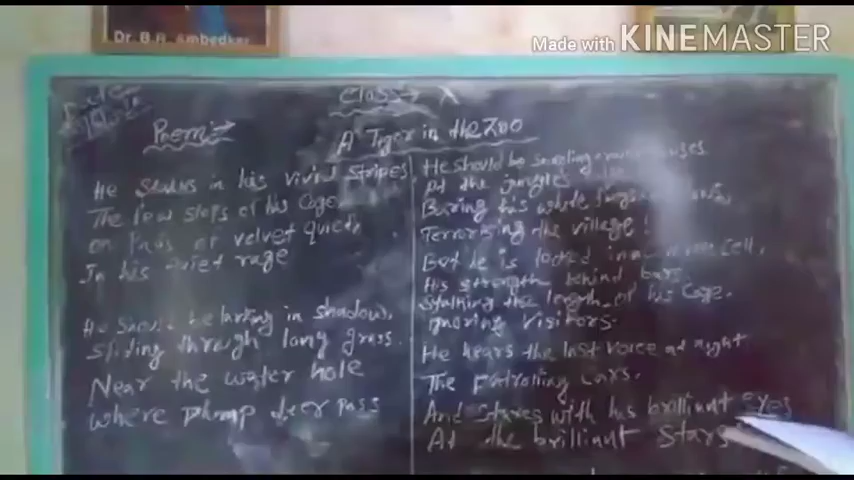 Dr. B.R. Ambedkar
Made with KINEMASTER
Date
Class → X
Poem: →
A Tiger in the Zoo
He stalks in his vivid stripes
The few steps of his Cage
on Pads of velvet quiet,
In his quiet rage
He should be lurking in shadow,
sliding through long grass.
Near the water hole
where plump deer pass
He should be snarling around houses
At the jungle's
Baring his white fangs
Terrorising the village!
But he is locked in a cell,
His strength behind bars.
Stalking the length of his Cage.
Ignoring visitors.
He hears the last voice at night
The Patrolling Cars.
And stares with his brilliant eyes
At the brilliant Stars